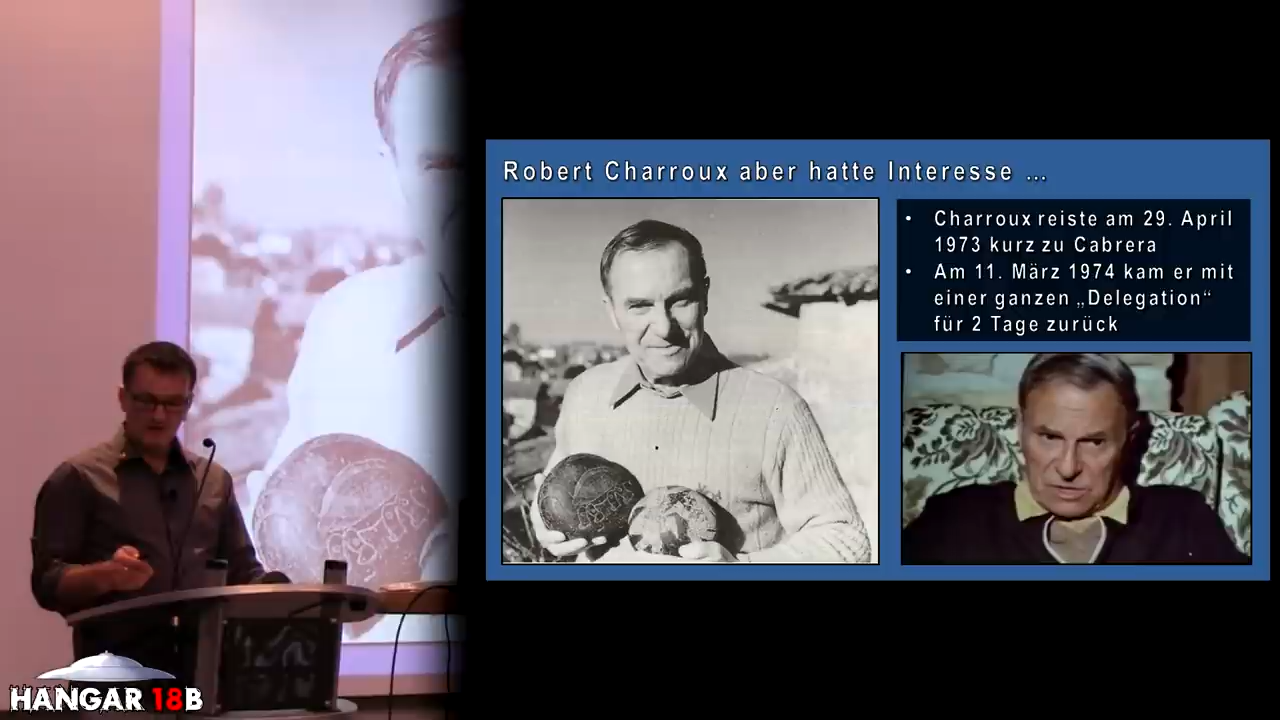 Robert Charroux aber hatte Interesse ...
• Charroux reiste am 29. April
1973 kurz zu Cabrera
• Am 11. März 1974 kam er mit
einer ganzen „Delegation“
für 2 Tage zurück
HANGAR 18B